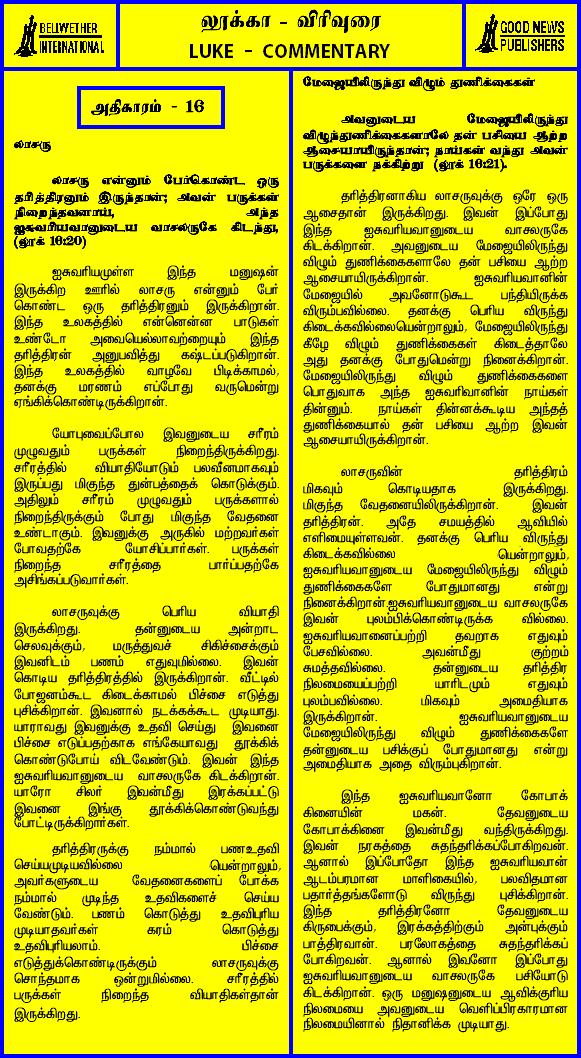 BELWETHER
INTERNATIONAL
லூக்கா - விரிவுரை
LUKE - COMMENTARY
GOOD NEWS
PUBLISHERS
அதிகாரம் - 16
லாசரு
லாசரு என்னும் பேர்கொண்ட ஒரு
தரித்திரனும் இருந்தான்; அவன் பருக்கள்
நிறைந்தவனாய், அந்த
ஐசுவரியவானுடைய வாசலருகே கிடந்து,
(லூக் 16:20)
ஐசுவரியமுள்ள இந்த மனுஷன்
இருக்கிற ஊரில் லாசரு என்னும் பேர்
கொண்ட ஒரு தரித்திரனும் இருக்கிறான்.
இந்த உலகத்தில் என்னென்ன பாடுகள்
உண்டோ அவையெல்லாவற்றையும் இந்த
தரித்திரன் அனுபவித்து கஷ்டப்படுகிறான்.
இந்த உலகத்தில் வாழவே பிடிக்காமல்,
தனக்கு மரணம் எப்போது வருமென்று
ஏங்கிக்கொண்டிருக்கிறான்.
யோபுவைப்போல இவனுடைய சரீரம்
முழுவதும் பருக்கள் நிறைந்திருக்கிறது.
சரீரத்தில் வியாதியோடும் பலவீனமாகவும்
இருப்பது மிகுந்த துன்பத்தைக் கொடுக்கும்.
அதிலும் சரீரம் முழுவதும் பருக்களால்
நிறைந்திருக்கும் போது மிகுந்த வேதனை
உண்டாகும். இவனுக்கு அருகில் மற்றவர்கள்
போவதற்கே யோசிப்பார்கள். பருக்கள்
நிறைந்த சரீரத்தை பார்ப்பதற்கே
அசிங்கப்படுவார்கள்.
லாசருவுக்கு பெரிய வியாதி
இருக்கிறது. தன்னுடைய அன்றாட
செலவுக்கும், மருத்துவச் சிகிச்சைக்கும்
இவனிடம் பணம் எதுவுமில்லை. இவன்
கொடிய தரித்திரத்தில் இருக்கிறான். வீட்டில்
போஜனம்கூட கிடைக்காமல் பிச்சை எடுத்து
புசிக்கிறான். இவனால் நடக்கக்கூட முடியாது.
யாராவது இவனுக்கு உதவி செய்து இவனை
பிச்சை எடுப்பதற்காக எங்கேயாவது தூக்கிக்
கொண்டுபோய் விடவேண்டும். இவன் இந்த
ஐசுவரியவானுடைய வாசலருகே கிடக்கிறான்.
யாரோ சிலர் இவன்மீது இரக்கப்பட்டு
இவனை இங்கு தூக்கிக்கொண்டுவந்து
போட்டிருக்கிறார்கள்.
தரித்திரருக்கு நம்மால் பணஉதவி
செய்யமுடியவில்லை யென்றாலும்,
அவர்களுடைய வேதனைகளைப் போக்க
நம்மால் முடிந்த உதவிகளைச் செய்ய
வேண்டும். பணம் கொடுத்து உதவிபுரிய
முடியாதவர்கள் கரம் கொடுத்து
உதவிபுரியலாம். பிச்சை
எடுத்துக்கொண்டிருக்கும் லாசருவுக்கு
சொந்தமாக ஒன்றுமில்லை. சரீரத்தில்
பருக்கள் நிறைந்த வியாதிகள்தான்
இருக்கிறது.
மேஜையிலிருந்து விழும் துணிக்கைகள்
அவனுடைய மேஜையிலிருந்து
விழுந்துணிக்கைகளாலே தன் பசியை ஆற்ற
ஆசையாயிருந்தான்; நாய்கள் வந்து அவன்
பருக்களை நக்கிற்று (லூக் 16:21).
தரித்திரனாகிய லாசருவுக்கு ஒரே ஒரு
ஆசைதான் இருக்கிறது. இவன் இப்போது
இந்த ஐசுவரியவானுடைய வாசலருகே
கிடக்கிறான். அவனுடைய மேஜையிலிருந்து
விழும் துணிக்கைகளாலே தன் பசியை ஆற்ற
ஆசையாயிருக்கிறான். ஐசுவரியவானின்
மேஜையில் அவனோடுகூட பந்தியிருக்க
விரும்பவில்லை. தனக்கு பெரிய விருந்து
கிடைக்கவில்லையென்றாலும், மேஜையிலிருந்து
கீழே விழும் துணிக்கைகள் கிடைத்தாலே
அது தனக்கு போதுமென்று நினைக்கிறான்.
மேஜையிலிருந்து விழும் துணிக்கைகளை
பொதுவாக அந்த ஐசுவரிவானின் நாய்கள்
தின்னும். நாய்கள் தின்னக்கூடிய அந்தத்
துணிக்கையால் தன் பசியை ஆற்ற இவன்
ஆசையாயிருக்கிறான்.
லாசருவின் தரித்திரம்
மிகவும் கொடியதாக இருக்கிறது.
மிகுந்த வேதனையிலிருக்கிறான். இவன்
தரித்திரன். அதே சமயத்தில் ஆவியில்
எளிமையுள்ளவன். தனக்கு பெரிய விருந்து
கிடைக்கவில்லை யென்றாலும்,
ஐசுவரியவானுடைய மேஜையிலிருந்து விழும்
துணிக்கைகளே போதுமானது என்று
நினைக்கிறான்.ஐசுவரியவானுடைய வாசலருகே
இவன் புலம்பிக்கொண்டிருக்க வில்லை.
ஐசுவரியவானைப்பற்றி தவறாக எதுவும்
பேசவில்லை. அவன்மீது குற்றம்
சுமத்தவில்லை. தன்னுடைய தரித்திர
நிலமையைப்பற்றி யாரிடமும் எதுவும்
புலம்பவில்லை. மிகவும் அமைதியாக
இருக்கிறான். ஐசுவரியவானுடைய
மேஜையிலிருந்து விழும் துணிக்கைகளே
தன்னுடைய பசிக்குப் போதுமானது என்று
அமைதியாக அதை விரும்புகிறான்.
இந்த ஐசுவரியவானோ கோபாக்
கினையின் மகன். தேவனுடைய
கோபாக்கினை இவன்மீது வந்திருக்கிறது.
இவன் நரகத்தை சுதந்தரிக்கப்போகிறவன்.
ஆனால் இப்போதோ இந்த ஐசுவரியவான்
ஆடம்பரமான மாளிகையில், பலவிதமான
பதார்த்தங்களோடு விருந்து புசிக்கிறான்.
இந்த தரித்திரனோ தேவனுடைய
கிருபைக்கும், இரக்கத்திற்கும் அன்புக்கும்
பாத்திரவான். பரலோகத்தை சுதந்தரிக்கப்
போகிறவன். ஆனால் இவனோ இப்போது
ஐசுவரியவானுடைய வாசலருகே பசியோடு
கிடக்கிறான். ஒரு மனுஷனுடைய ஆவிக்குரிய
நிலமையை அவனுடைய வெளிப்பிரகாரமான
நிலமையினால் நிதானிக்க முடியாது.